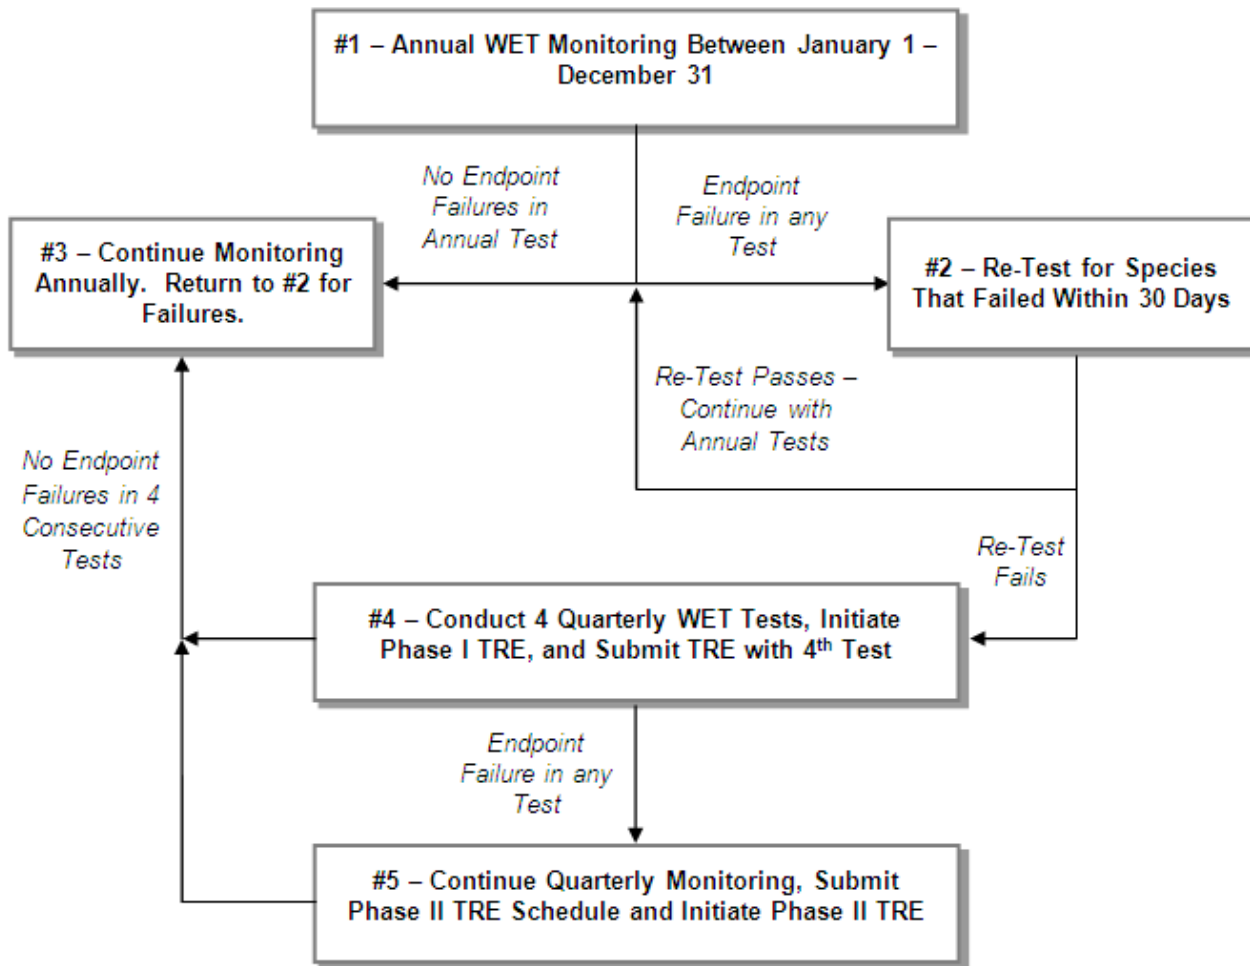 #1 – Annual WET Monitoring Between January 1 –
December 31
No Endpoint
Failures in
Annual Test
Endpoint
Failure in any
Test
#3 – Continue Monitoring
Annually.  Return to #2 for
Failures.
#2 – Re-Test for Species
That Failed Within 30 Days
Re-Test Passes –
Continue with
Annual Tests
No Endpoint
Failures in 4
Consecutive
Tests
Re-Test
Fails
#4 – Conduct 4 Quarterly WET Tests, Initiate
Phase I TRE, and Submit TRE with 4th Test
Endpoint
Failure in any
Test
#5 – Continue Quarterly Monitoring, Submit
Phase II TRE Schedule and Initiate Phase II TRE